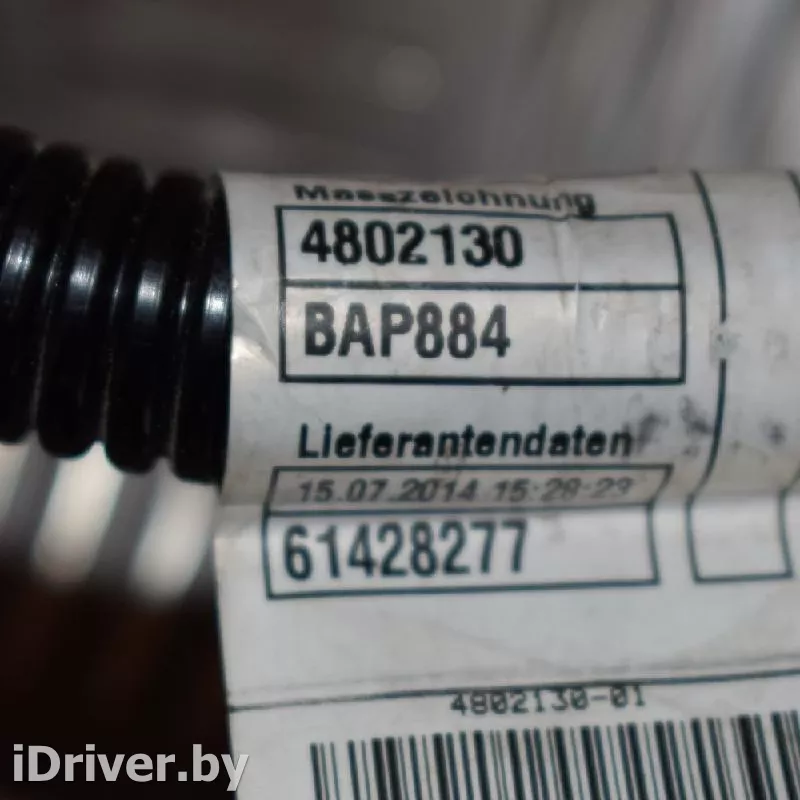 Masszeichnung
4802130
BAP884
Lieferantendaten
15.07.2014 15:28:23
61428277
4802130-01
iDriver.by